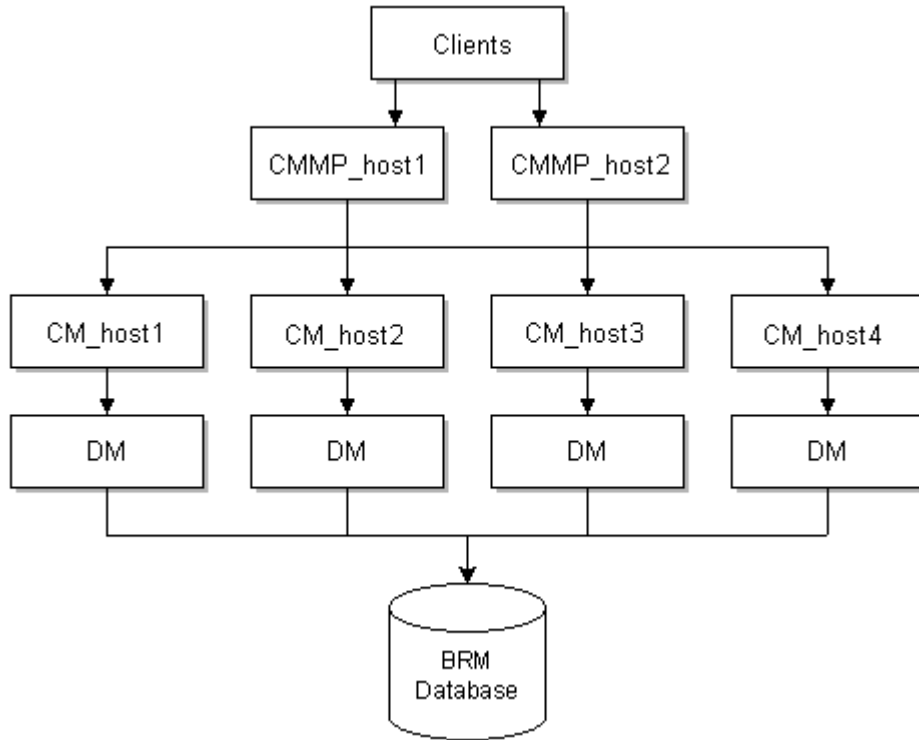 Clients
CMMP_host1
CMMP_host2
CM_host1
CM_host2
CM_host3
CM_host4
DM
DM
DM
DM
BRM
Database